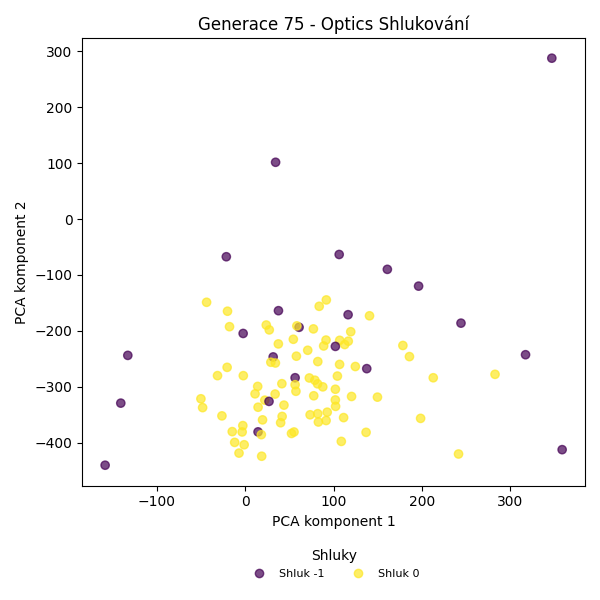 Generace 75 - Optics Shlukování
300
200
100
0
−100
−200
−300
−400
PCA komponent 2
−100
0
100
200
300
PCA komponent 1
Shluky
Shluk -1
Shluk 0